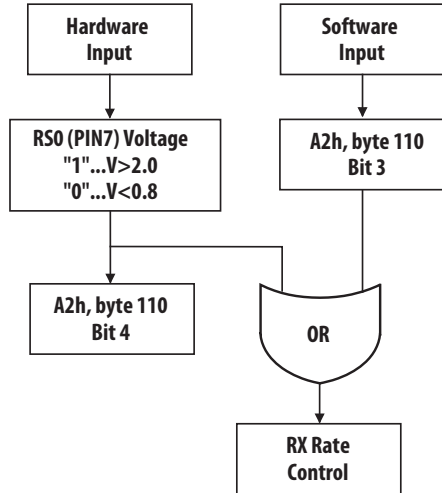 Hardware
Input
Software
Input
RS0 (PIN7) Voltage
"1"...V>2.0
"0"...V<0.8
A2h, byte 110
Bit 3
A2h, byte 110
Bit 4
OR
RX Rate
Control